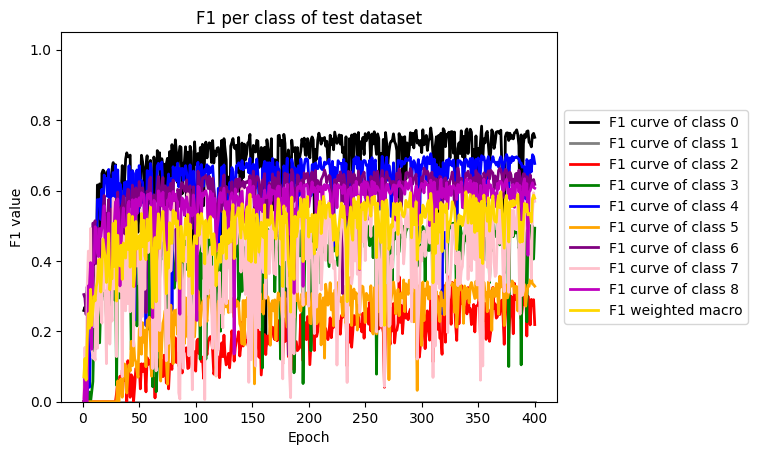 F1 per class of test dataset
1.0
0.8
0.6
0.4
0.2
0.0
F1 value
0
50
100
150
200
250
300
350
400
Epoch
F1 curve of class 0
F1 curve of class 1
F1 curve of class 2
F1 curve of class 3
F1 curve of class 4
F1 curve of class 5
F1 curve of class 6
F1 curve of class 7
F1 curve of class 8
F1 weighted macro